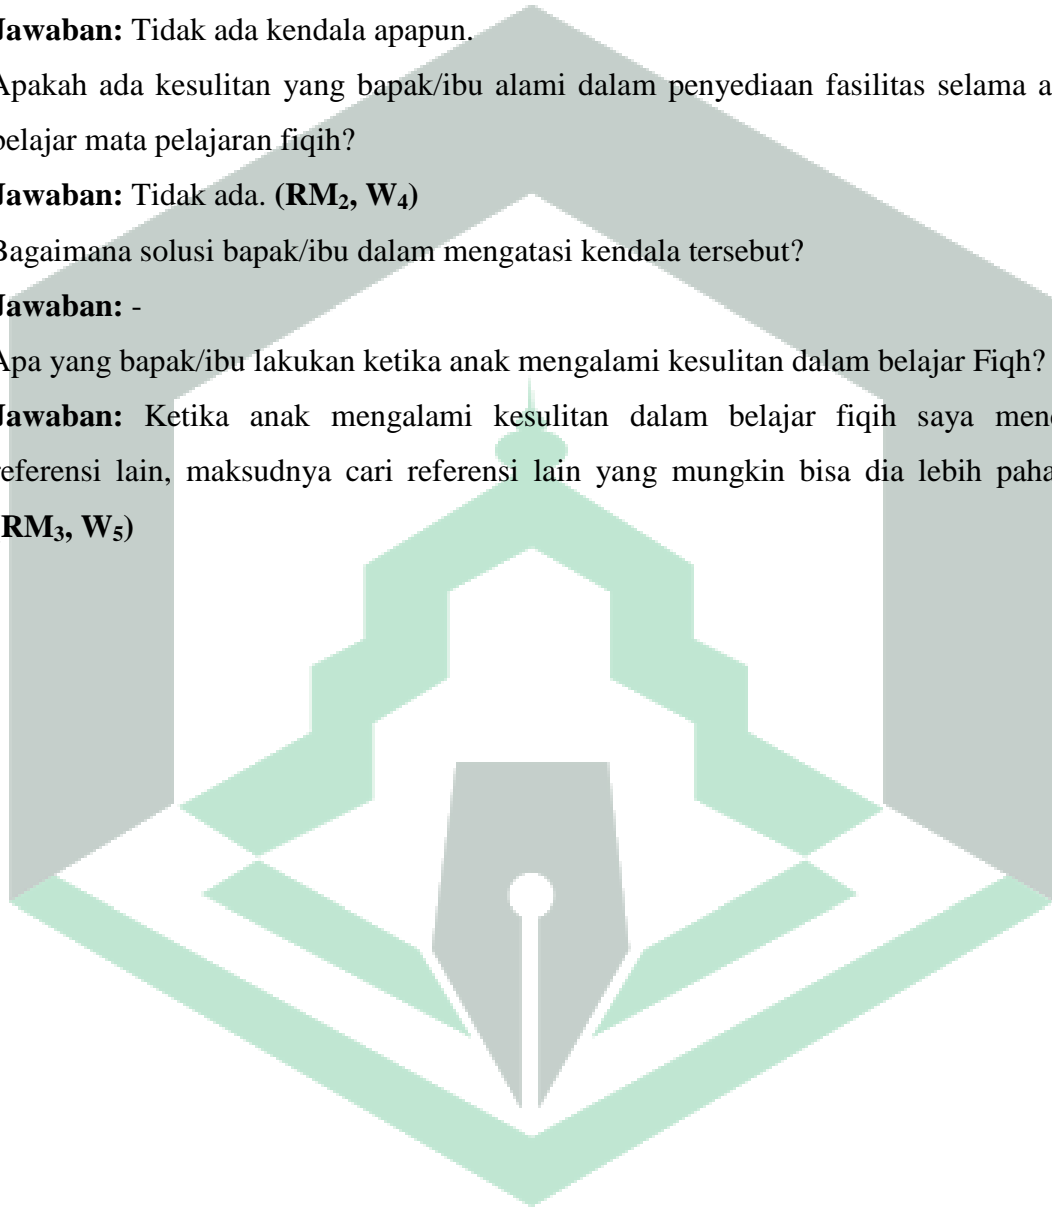 Jawaban: Tidak ada kendala apapun.
Apakah ada kesulitan yang bapak/ibu alami dalam penyediaan fasilitas selama a
belajar mata pelajaran fiqih?
Jawaban: Tidak ada. (RM₂, W₄)
Bagaimana solusi bapak/ibu dalam mengatasi kendala tersebut?
Jawaban: -
Apa yang bapak/ibu lakukan ketika anak mengalami kesulitan dalam belajar Fiqh?
Jawaban: Ketika anak mengalami kesulitan dalam belajar fiqih saya men
referensi lain, maksudnya cari referensi lain yang mungkin bisa dia lebih paha
(RM₃, W₅)